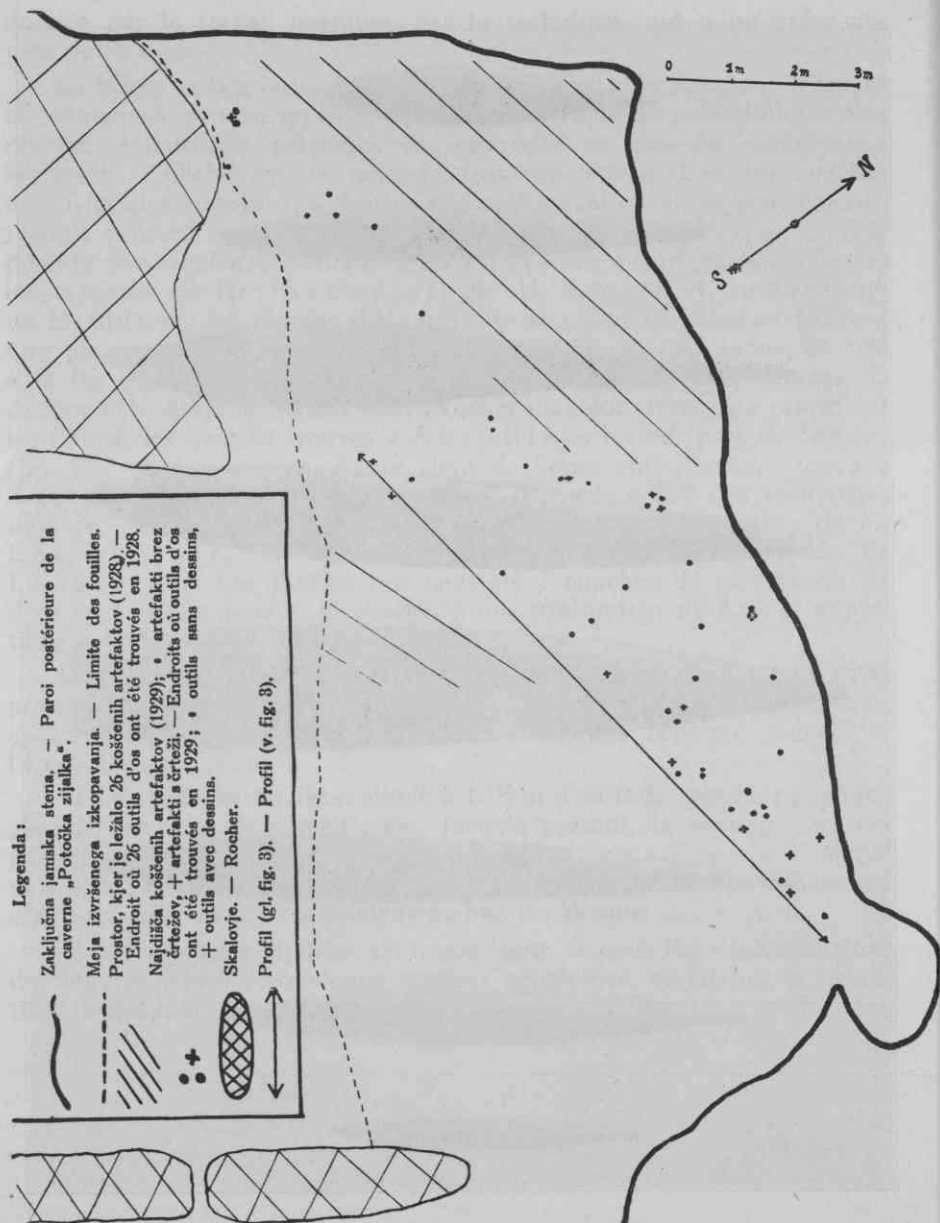 Legenda:
Zaključna jamska stena. — Paroi postérieure de la
caverne „Potočka zijalka“.
Meja izvršenega izkopavanja. — Limite des fouilles.
Prostor, kjer je ležalo 26 koščenih artefaktov (1928). —
Endroit où 26 outils d'os ont été trouvés en 1928.
Najdišča koščenih artefaktov (1929); • artefakti brez
črtežev, + artefakti s črteži. — Endroits où outils d'os
ont été trouvés en 1929; • outils sans dessins,
+ outils avec dessins.
Skalovje. — Rocher.
Profil (gl. fig. 3). — Profil (v. fig. 3).
0 1m 2m 3m
S N